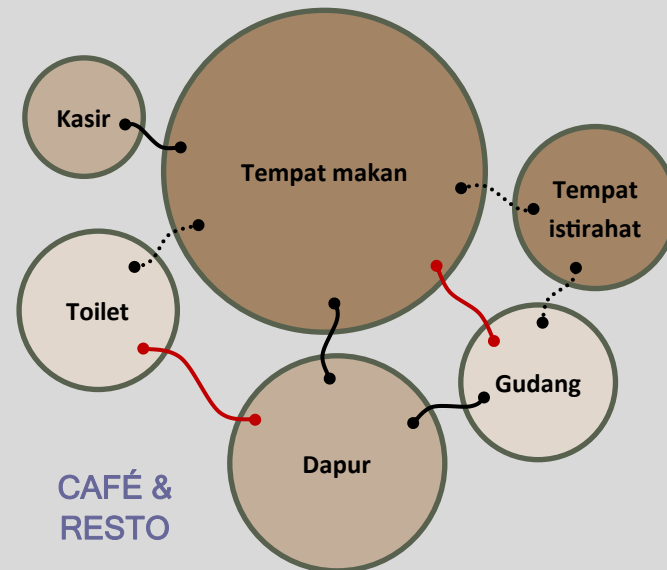 Kasir
Tempat makan
Tempat
istirahat
Toilet
Gudang
Dapur
CAFÉ &
RESTO